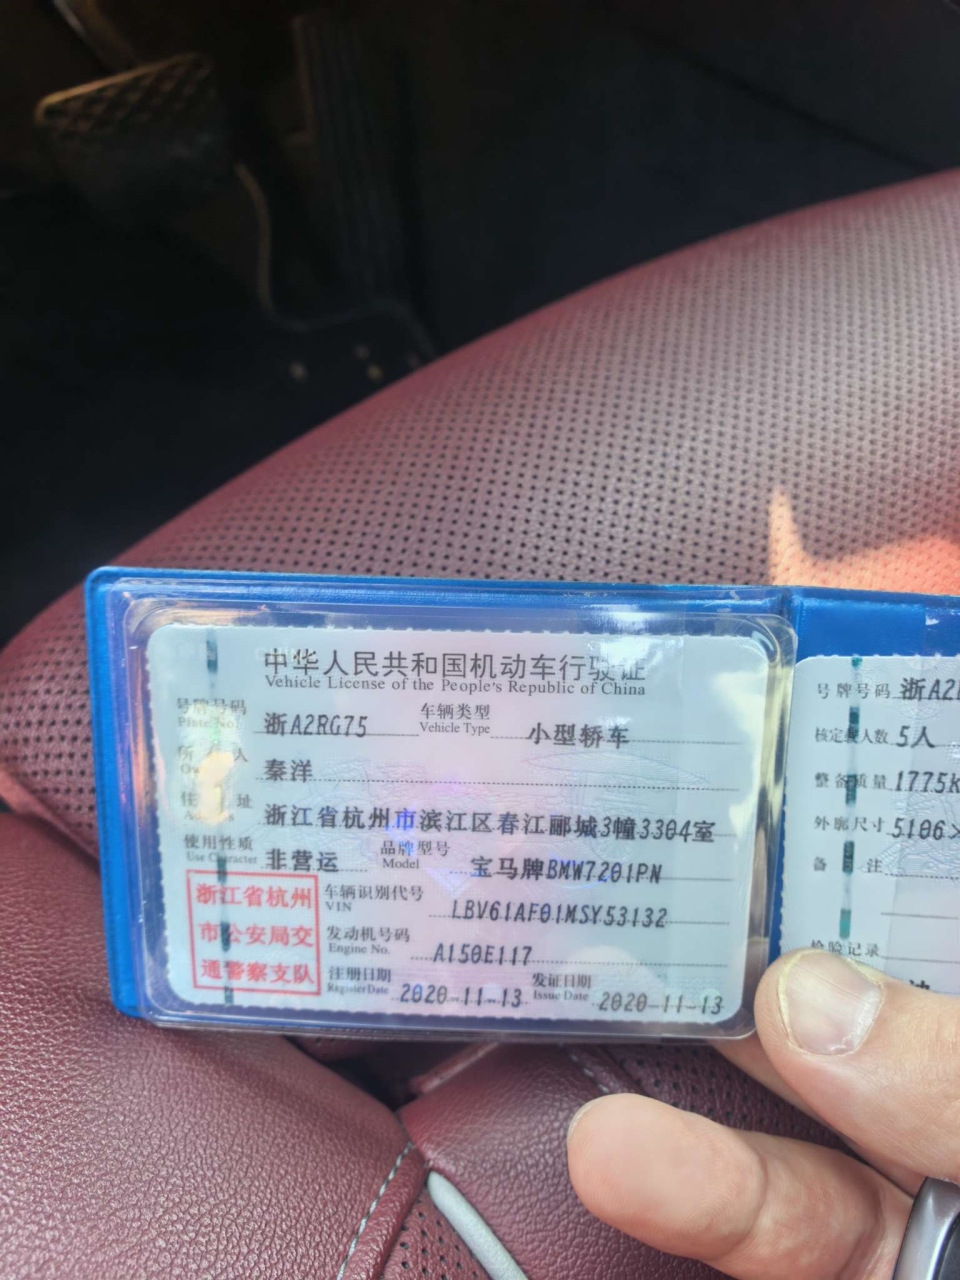 中华人民共和国机动车行驶证
Vehicle License of the People's Republic of China
号牌号码 浙A2RG75 车辆类型 小型轿车
Plate No. Vehicle Type
所 人 秦洋
住 址 浙江省杭州市滨江区春江郦城3幢3304室
Address
使用性质 非营运 品牌型号 宝马牌BMW7201PN
Use Character Model
浙江省杭州
市公安局交
通警察支队
车辆识别代号 LBV61AF01MSY53132
VIN
发动机号码 A150E117
Engine No.
注册日期 2020-11-13 发证日期 2020-11-13
Register Date Issue Date
号牌号码 浙A2
核定 人数 5人
整备质量 1775K
外廓尺寸 5106×
备 注
检验记录